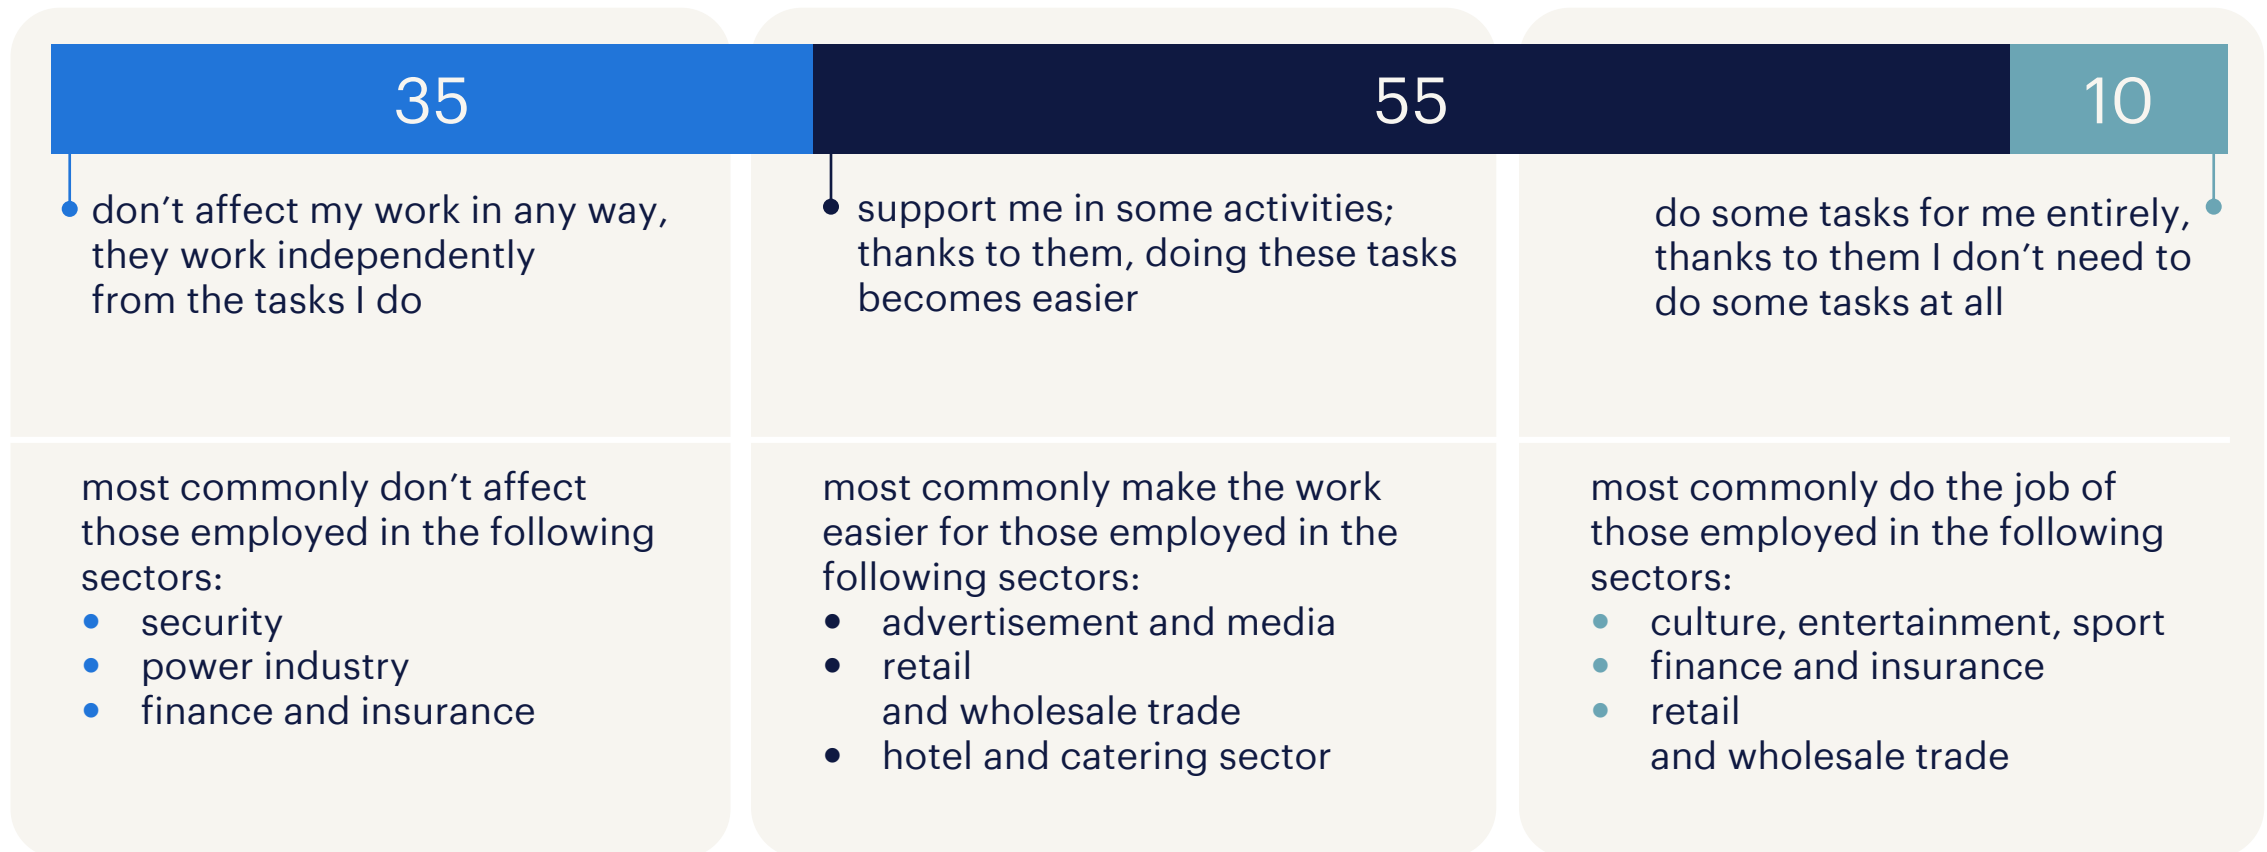 35
55
10
don’t affect my work in any way,
they work independently
from the tasks I do
support me in some activities;
thanks to them, doing these tasks
becomes easier
do some tasks for me entirely,
thanks to them I don’t need to
do some tasks at all
most commonly don’t affect
those employed in the following
sectors:
• security
• power industry
• finance and insurance
most commonly make the work
easier for those employed in the
following sectors:
• advertisement and media
• retail
and wholesale trade
• hotel and catering sector
most commonly do the job of
those employed in the following
sectors:
• culture, entertainment, sport
• finance and insurance
• retail
and wholesale trade